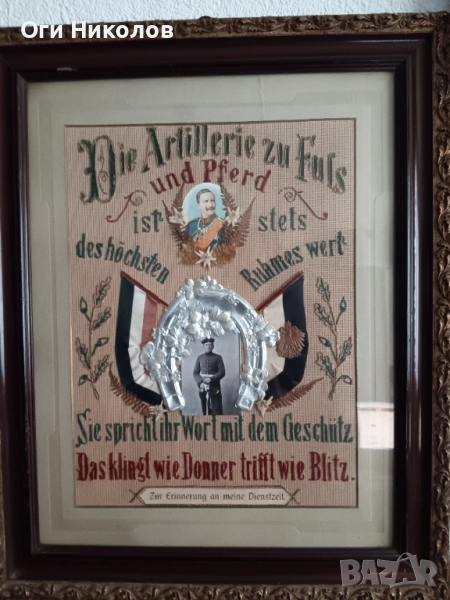 Оги Николов
Die Artillerie zu Fuss
und Pferd
ist stets
des höchsten Ruhmes wert
Sie spricht ihr Wort mit dem Geschütz
Das klingt wie Donner trifft wie Blitz.
Zur Erinnerung an meine Dienstzeit
BAZAR